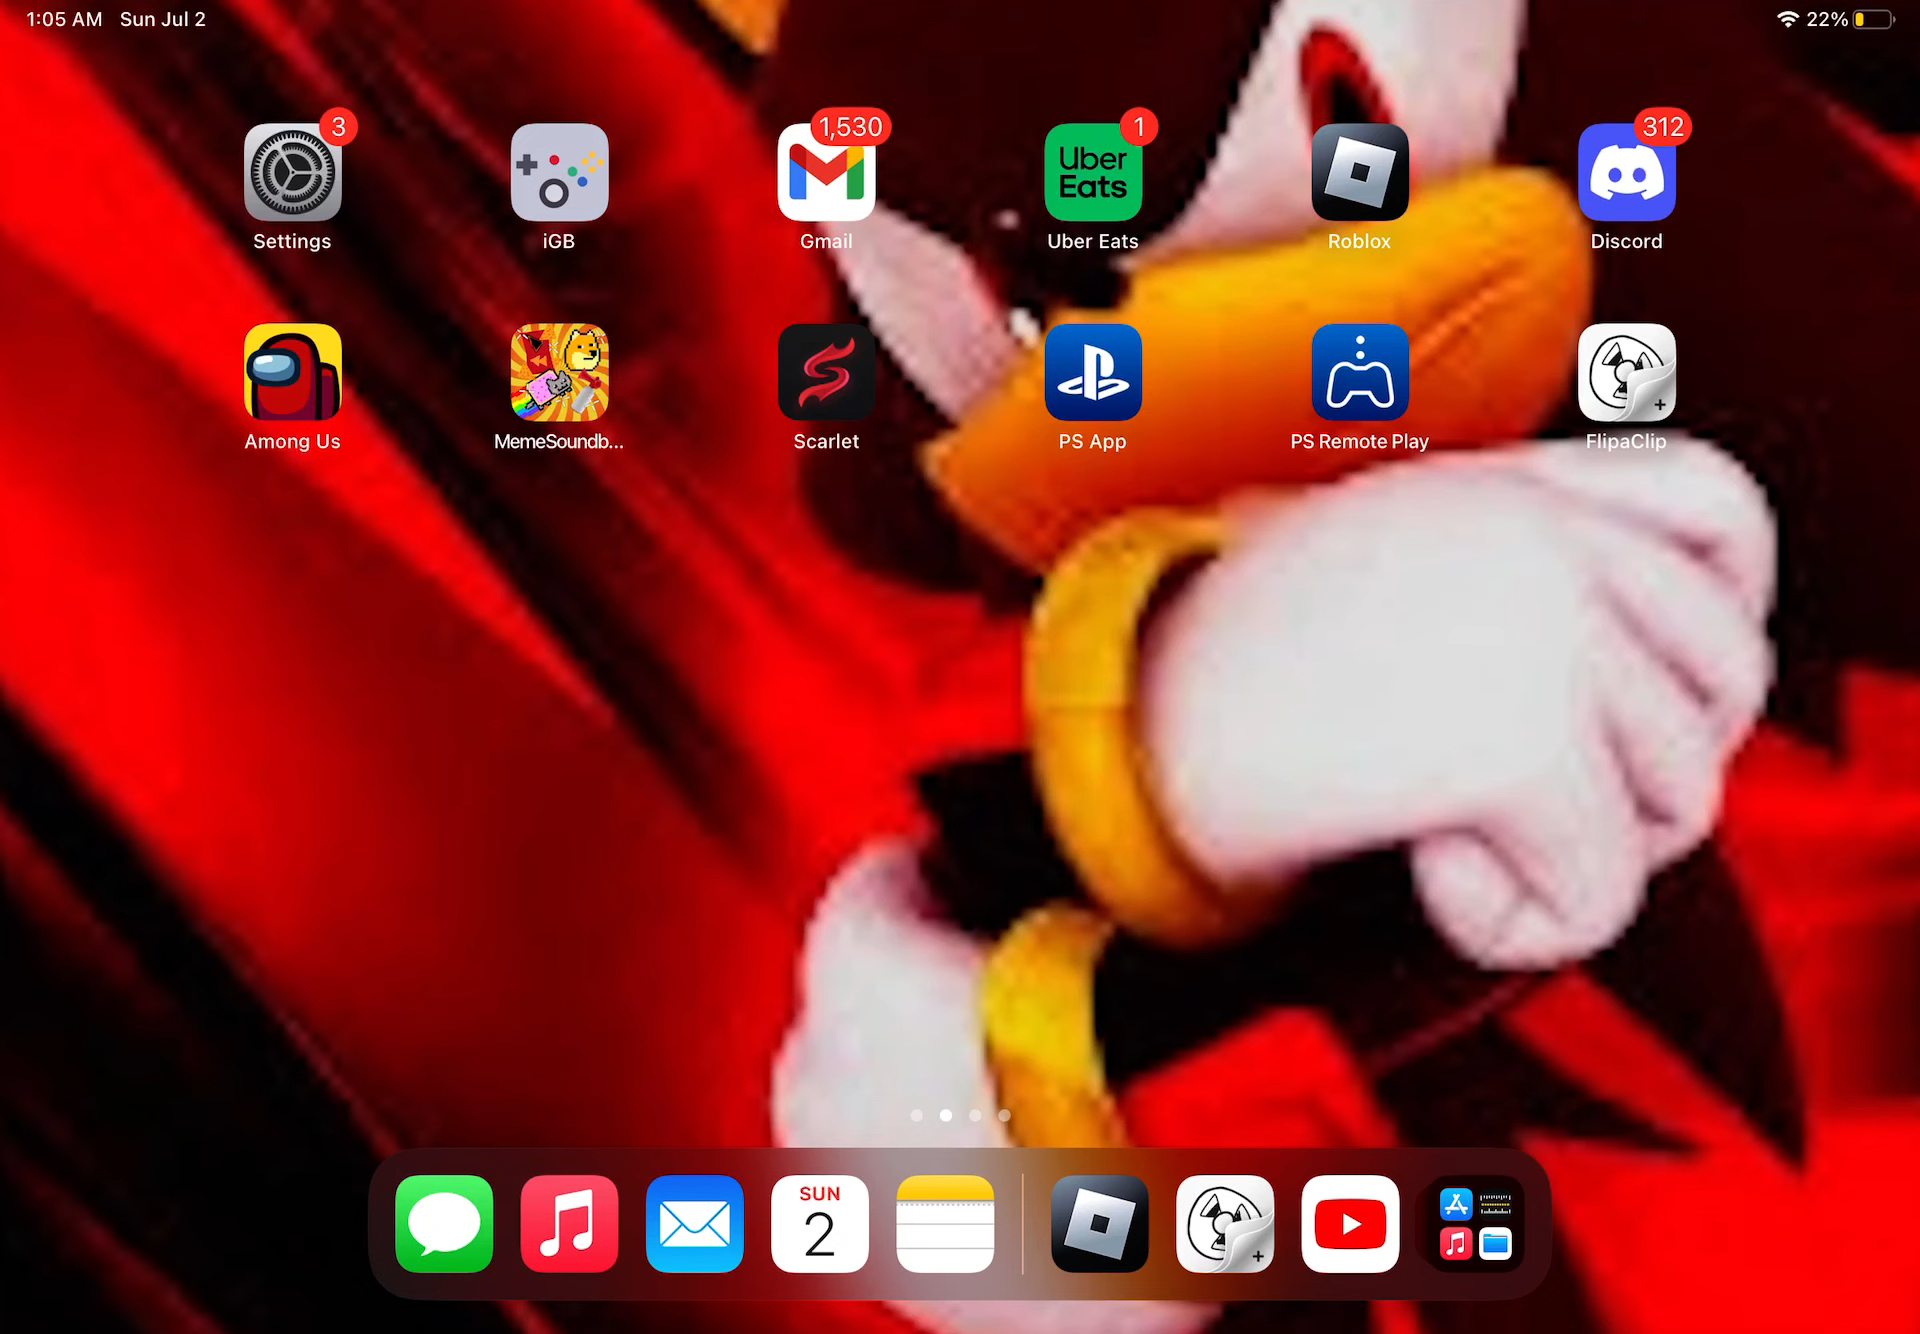 1:05 AM Sun Jul 2
22%
3
1,530
1
312
Uber
Eats
Settings
iGB
Gmail
Uber Eats
Roblox
Discord
Among Us
MemeSoundb...
Scarlet
PS App
PS Remote Play
FlipaClip
SUN
2